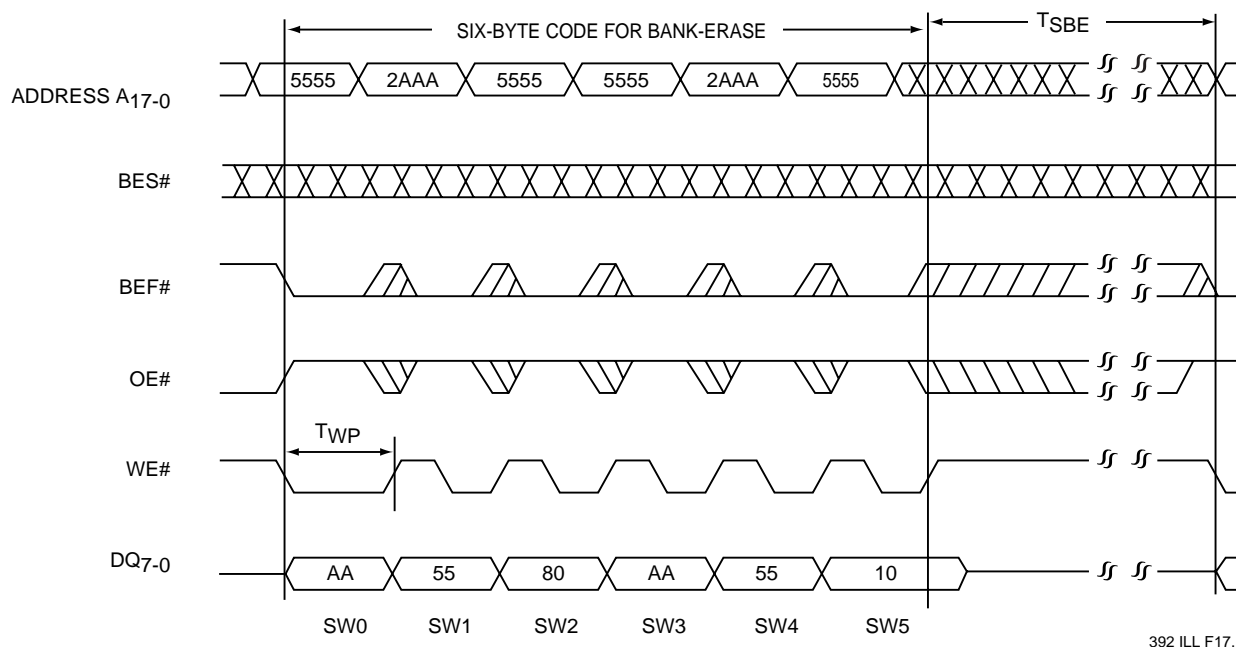 SIX-BYTE CODE FOR BANK-ERASE
TSBE
ADDRESS A17-0
5555 2AAA 5555 5555 2AAA 5555
BES#
BEF#
OE#
TWP
WE#
DQ7-0
AA 55 80 AA 55 10
SW0 SW1 SW2 SW3 SW4 SW5
392 ILL F17.